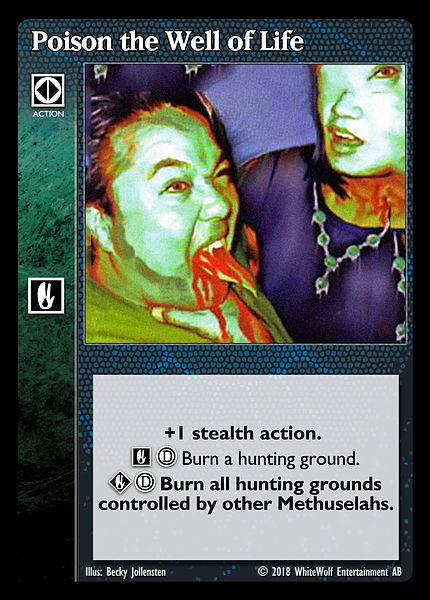 Poison the Well of Life
ACTION
+1 stealth action.
D Burn a hunting ground.
D Burn all hunting grounds
controlled by other Methuselahs.
Illus: Becky Jollensten
© 2018 WhiteWolf Entertainment AB